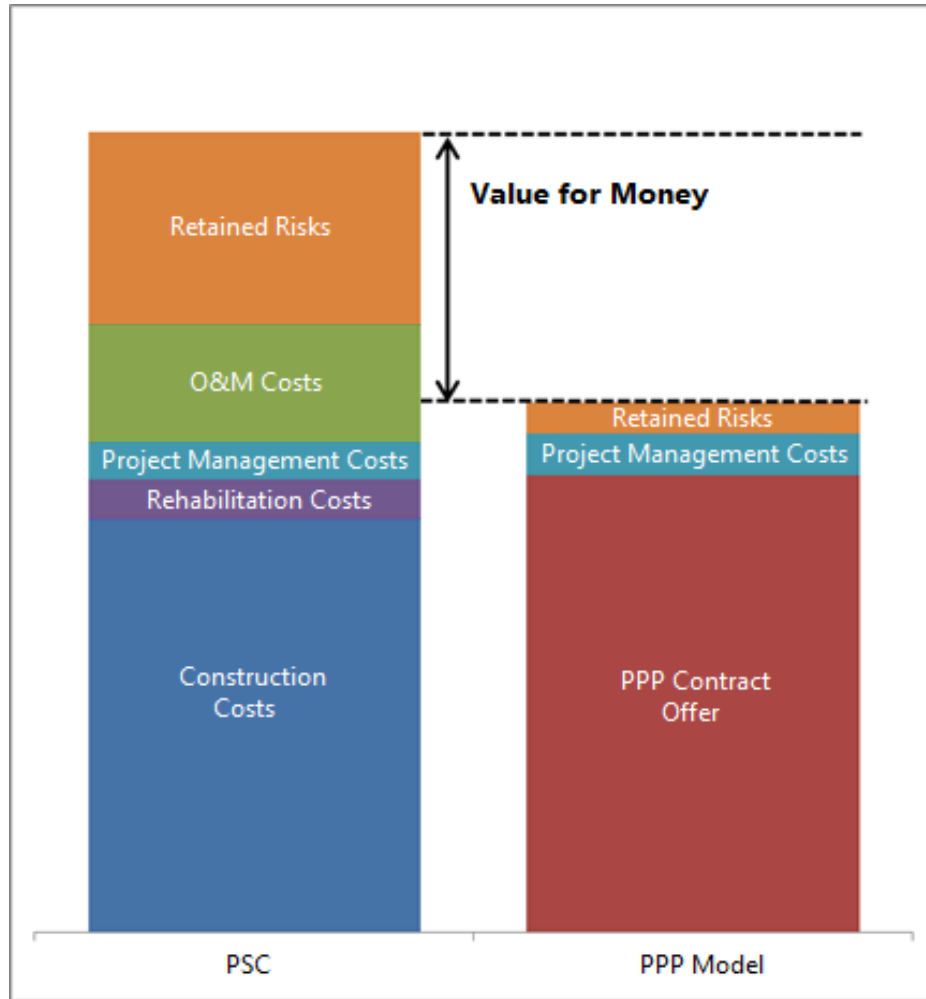 Retained Risks
Value for Money
O&M Costs
Project Management Costs
Rehabilitation Costs
Construction
Costs
Retained Risks
Project Management Costs
PPP Contract
Offer
PSC
PPP Model